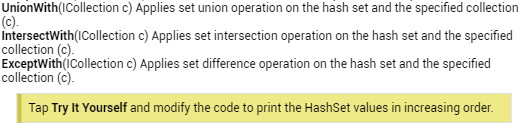 UnionWith(ICollection c) Applies set union operation on the hash set and the specified collection
(c).
IntersectWith(ICollection c) Applies set intersection operation on the hash set and the specified
collection (c).
ExceptWith(ICollection c) Applies set difference operation on the hash set and the specified
collection (c).
Tap Try It Yourself and modify the code to print the HashSet values in increasing order.